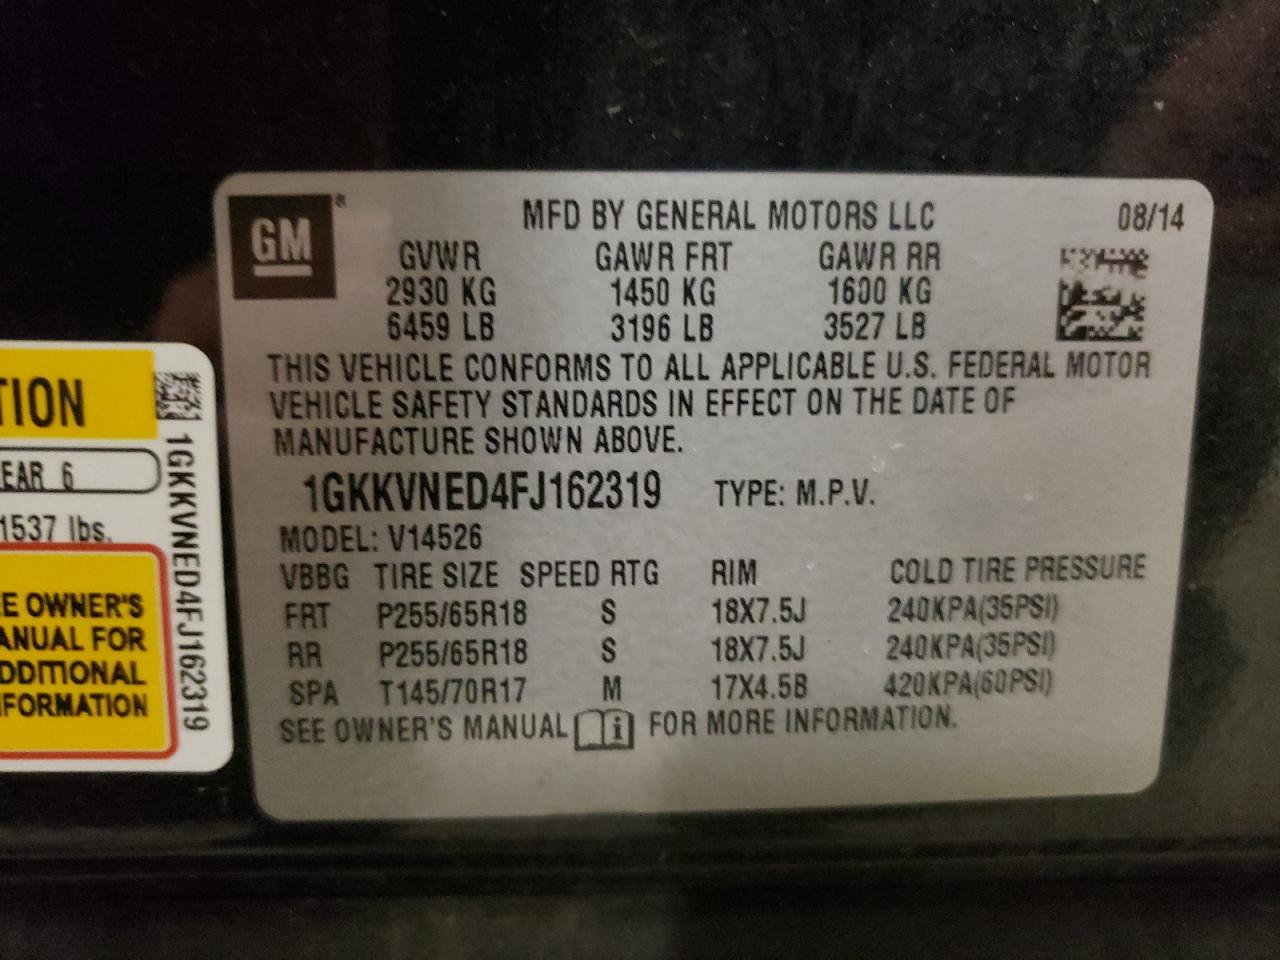 GM ®
MFD BY GENERAL MOTORS LLC 08/14
GVWR GAWR FRT GAWR RR
2930 KG 1450 KG 1600 KG
6459 LB 3196 LB 3527 LB
THIS VEHICLE CONFORMS TO ALL APPLICABLE U.S. FEDERAL MOTOR
VEHICLE SAFETY STANDARDS IN EFFECT ON THE DATE OF
MANUFACTURE SHOWN ABOVE.
1GKKVNED4FJ162319 TYPE: M.P.V.
MODEL: V14526
VBBG TIRE SIZE SPEED RTG RIM COLD TIRE PRESSURE
FRT P255/65R18 S 18X7.5J 240KPA(35PSI)
RR P255/65R18 S 18X7.5J 240KPA(35PSI)
SPA T145/70R17 M 17X4.5B 420KPA(60PSI)
SEE OWNER'S MANUAL i FOR MORE INFORMATION.
TION
EAR 6
1537 lbs.
E OWNER'S
ANUAL FOR
DDITIONAL
FORMATION
1GKKVNED4FJ162319